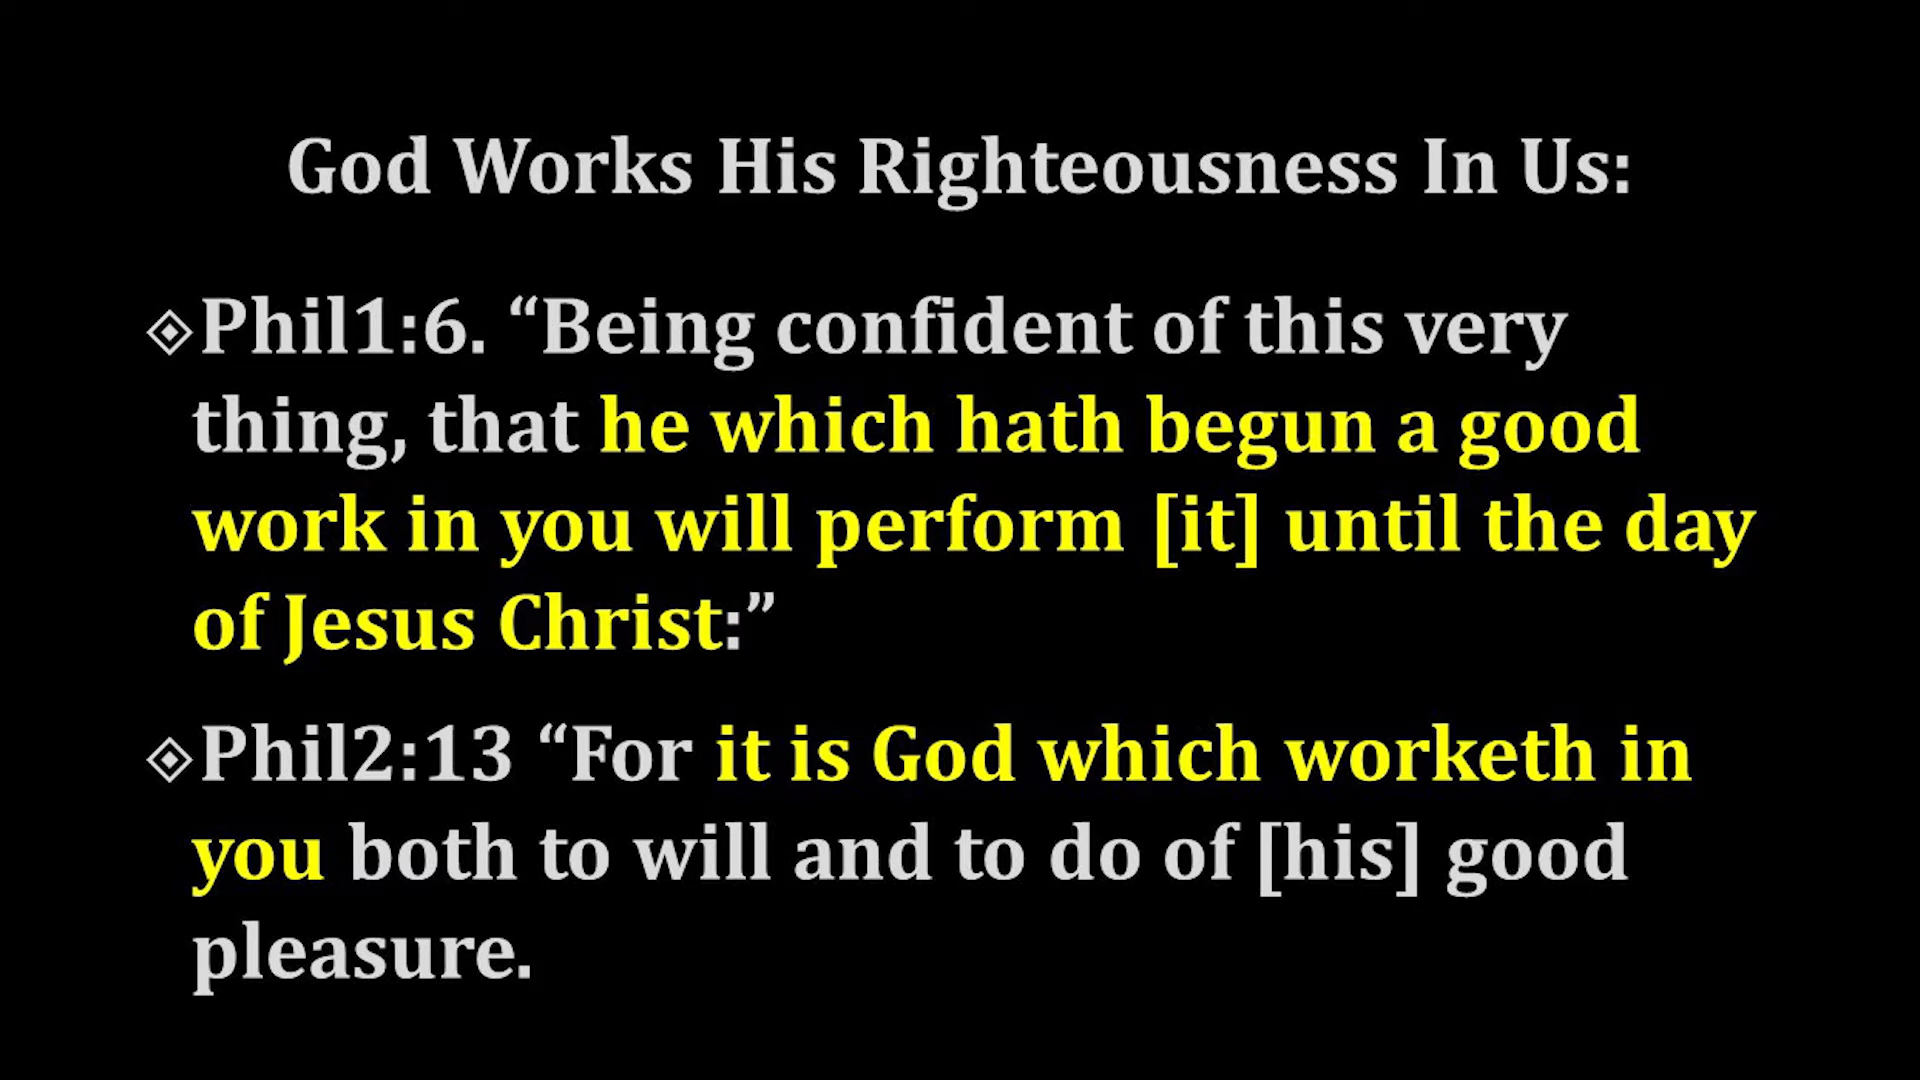 God Works His Righteousness In Us:
Phil1:6. “Being confident of this very
thing, that he which hath begun a good
work in you will perform [it] until the day
of Jesus Christ:”
Phil2:13 “For it is God which worketh in
you both to will and to do of [his] good
pleasure.